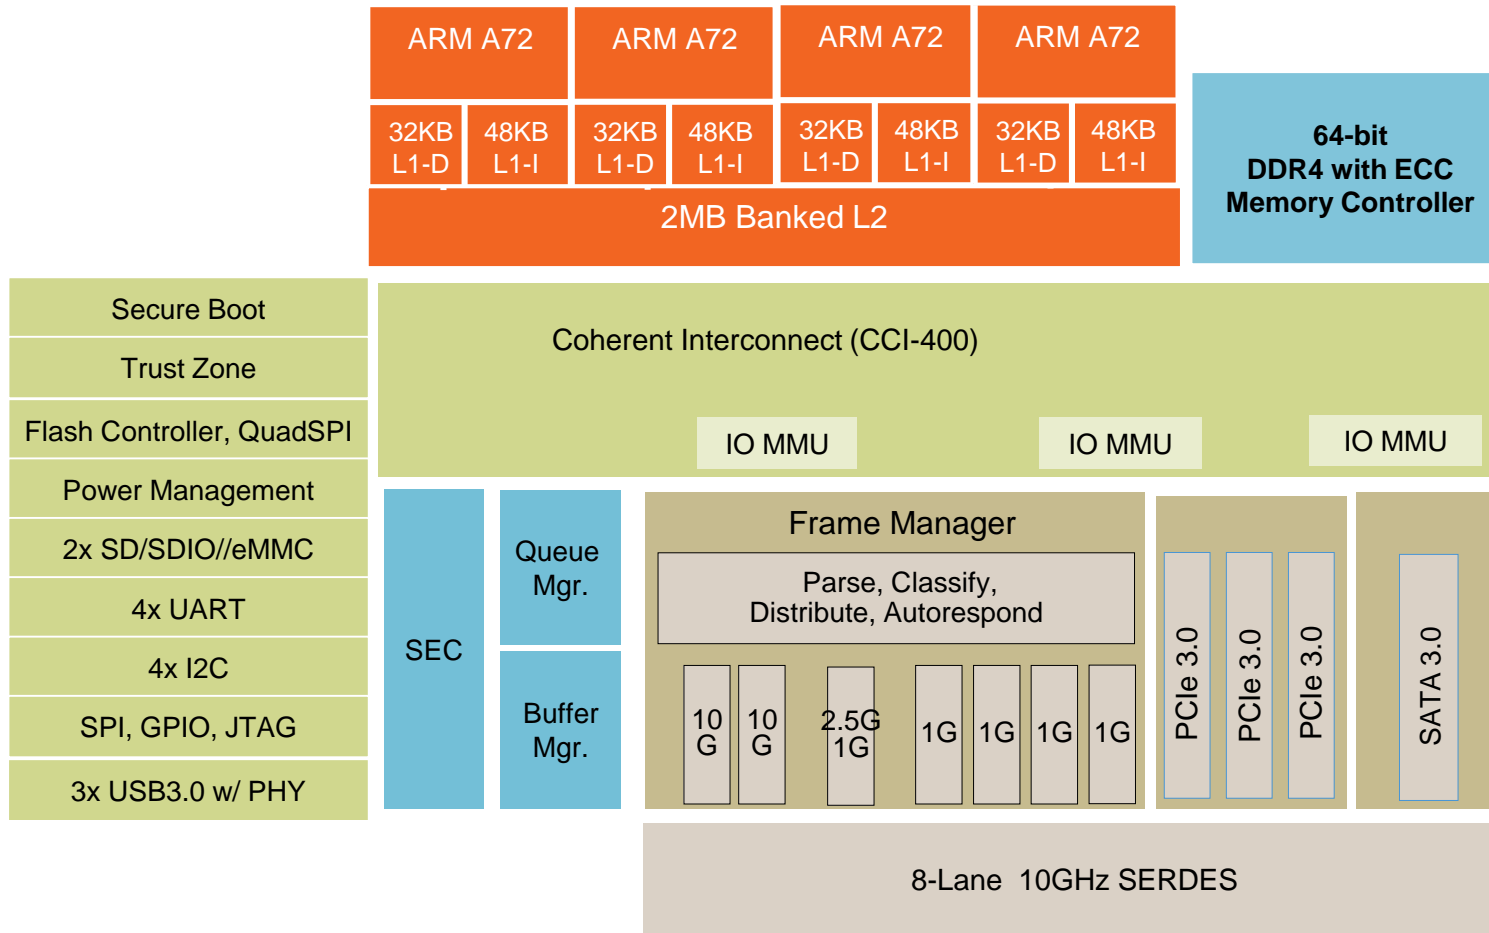 ARM A72
ARM A72
ARM A72
ARM A72
32KB
L1-D
48KB
L1-I
32KB
L1-D
48KB
L1-I
32KB
L1-D
48KB
L1-I
32KB
L1-D
48KB
L1-I
2MB Banked L2
64-bit
DDR4 with ECC
Memory Controller
Secure Boot
Trust Zone
Flash Controller, QuadSPI
Power Management
2x SD/SDIO//eMMC
4x UART
4x I2C
SPI, GPIO, JTAG
3x USB3.0 w/ PHY
Coherent Interconnect (CCI-400)
IO MMU
IO MMU
IO MMU
SEC
Queue
Mgr.
Buffer
Mgr.
Frame Manager
Parse, Classify,
Distribute, Autorespond
10
G
10
G
2.5G
1G
1G
1G
1G
1G
PCIe 3.0
PCIe 3.0
PCIe 3.0
SATA 3.0
8-Lane 10GHz SERDES